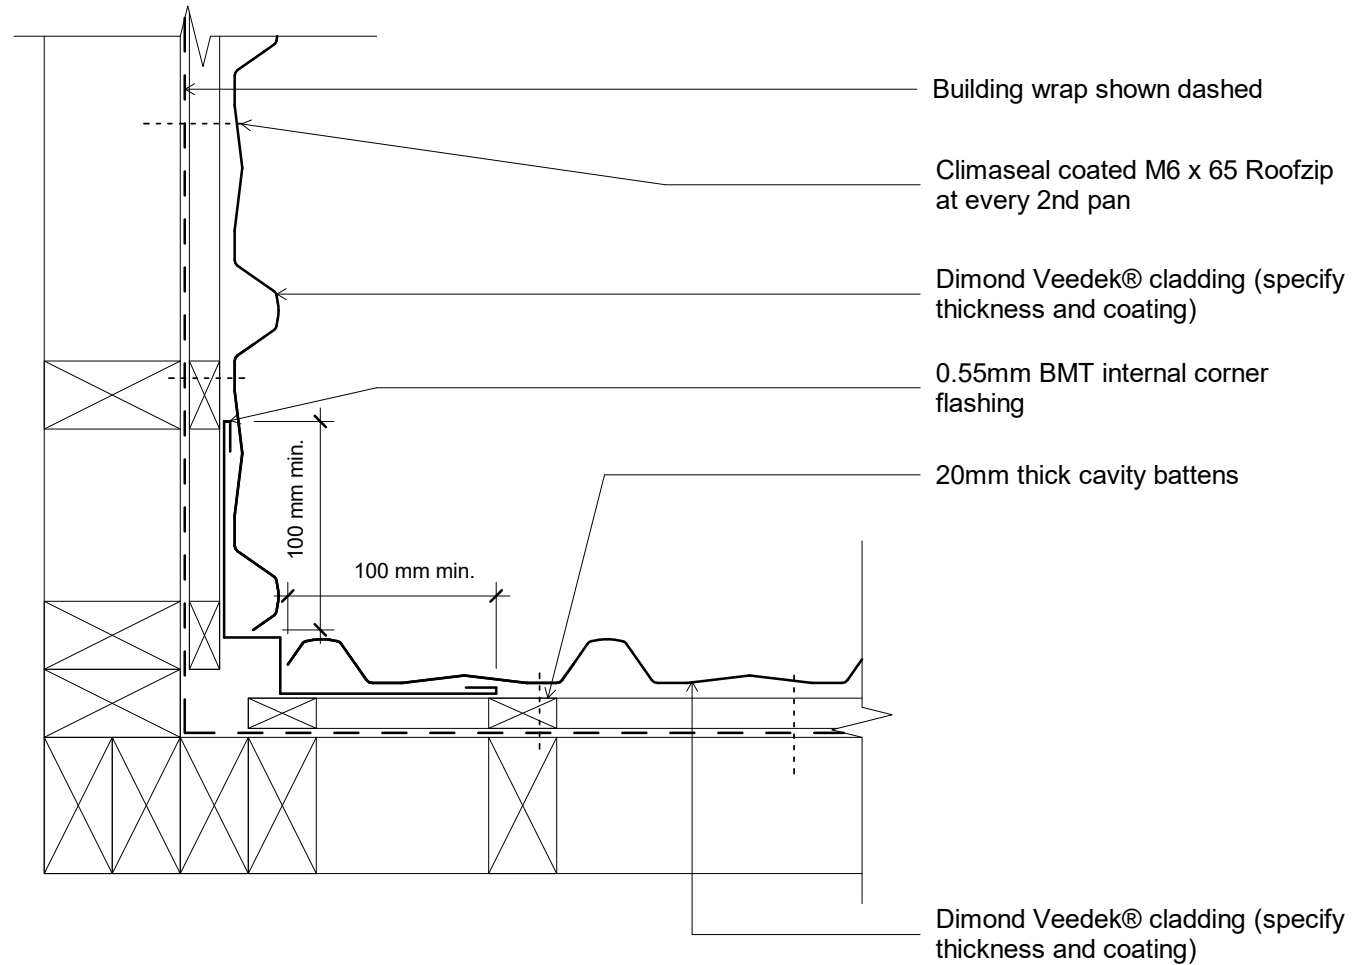 Building wrap shown dashed
Climaseal coated M6 x 65 Roofzip
at every 2nd pan
Dimond Veedek® cladding (specify
thickness and coating)
0.55mm BMT internal corner
flashing
100 mm min.
20mm thick cavity battens
100 mm min.
Dimond Veedek® cladding (specify
thickness and coating)